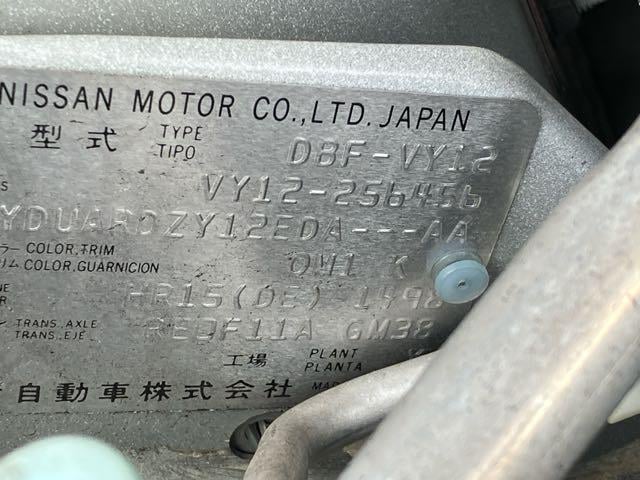 NISSAN MOTOR CO.,LTD. JAPAN
型式 TYPE TIPO DBF-VY12
VY12-256456
YDUARDZY12EDA---AA
COLOR,TRIM
COLOR,GUARNICION QM1 K
HR15(DE) 1498
TRANS.,AXLE TRANS.,EJE RE0F11A GM38
工場 PLANT PLANTA
自動車株式会社